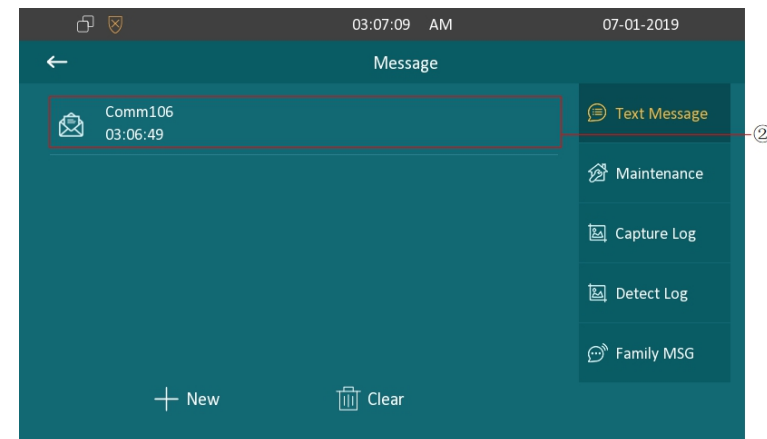 03:07:09 AM 07-01-2019
Message
Comm106
03:06:49
Text Message
②
Maintenance
Capture Log
Detect Log
Family MSG
New Clear